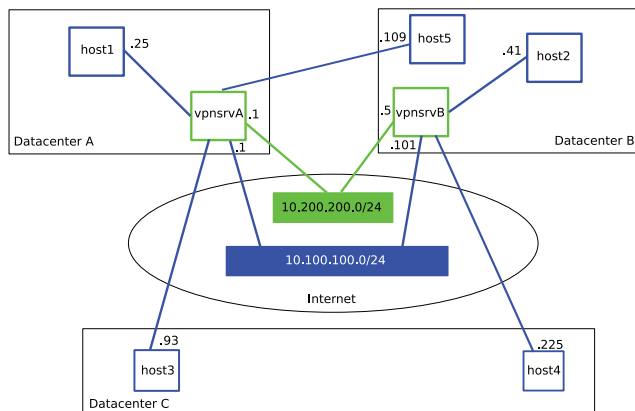 host1
.25
.109
host5
.41
host2
vpnsrvA
.1
.5
vpnsrvB
.1
.101
Datacenter A
Datacenter B
10.200.200.0/24
10.100.100.0/24
Internet
.93
.225
host3
host4
Datacenter C